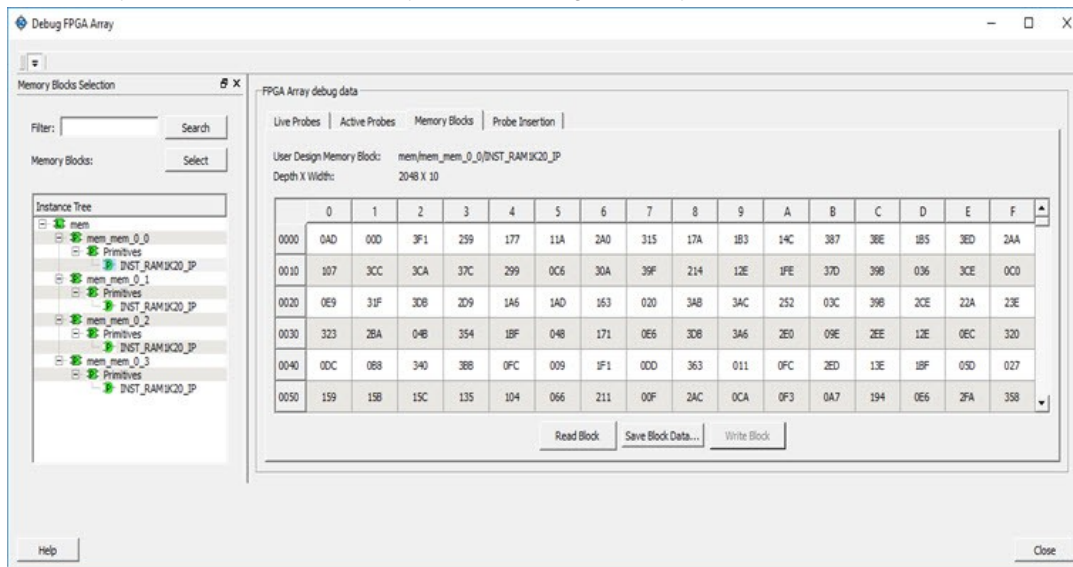 Debug FPGA Array
Memory Blocks Selection
Filter: Search
Memory Blocks: Select
Instance Tree
mem
mem_mem_0_0
Primitives
INST_RAM1K20_IP
mem_mem_0_1
Primitives
INST_RAM1K20_IP
mem_mem_0_2
Primitives
INST_RAM1K20_IP
mem_mem_0_3
Primitives
INST_RAM1K20_IP
FPGA Array debug data
Live Probes Active Probes Memory Blocks Probe Insertion
User Design Memory Block: mem/mem_mem_0_0/INST_RAM1K20_IP
Depth X Width: 2048 X 10
0 1 2 3 4 5 6 7 8 9 A B C D E F
0000 0AD 00D 3F1 259 177 11A 2A0 315 17A 1B3 14C 387 3BE 1B5 3ED 2AA
0010 107 3CC 3CA 37C 299 0C6 30A 39F 214 12E 1FE 37D 398 036 3CE 0C0
0020 0E9 31F 3DB 2D9 1A6 1AD 163 020 3AB 3AC 252 03C 398 2CE 22A 23E
0030 323 2BA 04B 354 1BF 048 171 0E6 3DB 3A6 2E0 09E 2EE 12E 0EC 320
0040 0DC 0B8 340 3BB 0FC 009 1F1 0DD 363 011 0FC 2ED 13E 1BF 05D 027
0050 159 15B 15C 135 104 066 211 00F 2AC 0CA 0F3 0A7 194 0E6 2FA 358
Read Block Save Block Data... Write Block
Help Close